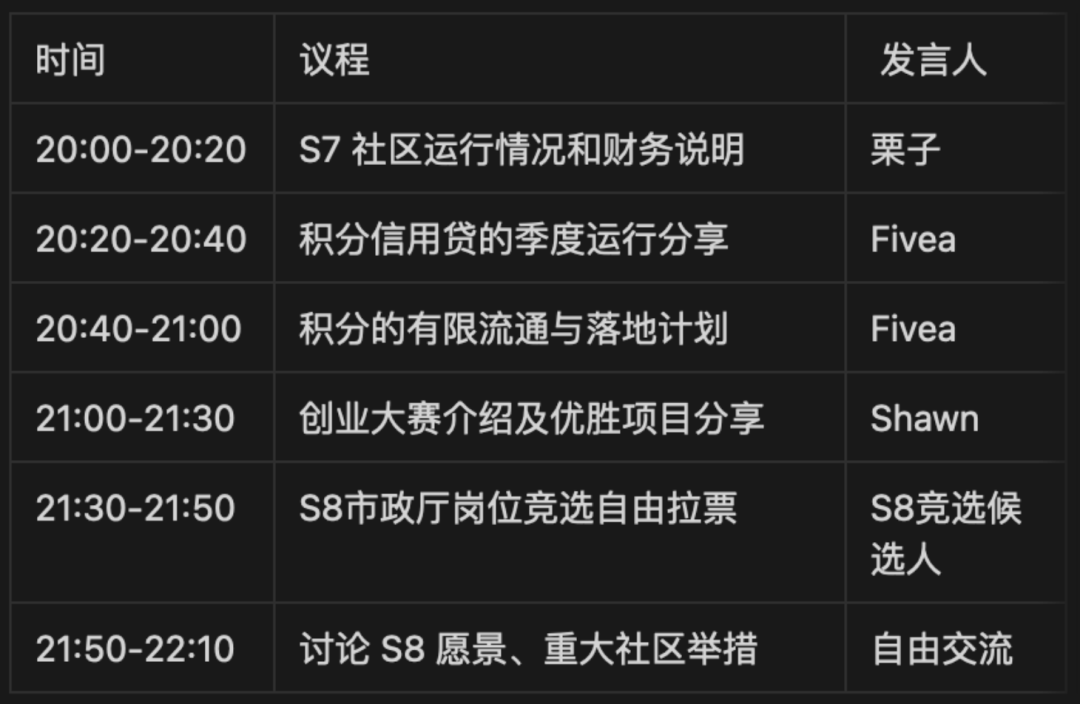 时间 议程 发言人
20:00-20:20 S7 社区运行情况和财务说明 栗子
20:20-20:40 积分信用贷的季度运行分享 Fivea
20:40-21:00 积分的有限流通与落地计划 Fivea
21:00-21:30 创业大赛介绍及优胜项目分享 Shawn
21:30-21:50 S8市政厅岗位竞选自由拉票 S8竞选候
选人
21:50-22:10 讨论 S8 愿景、重大社区举措 自由交流